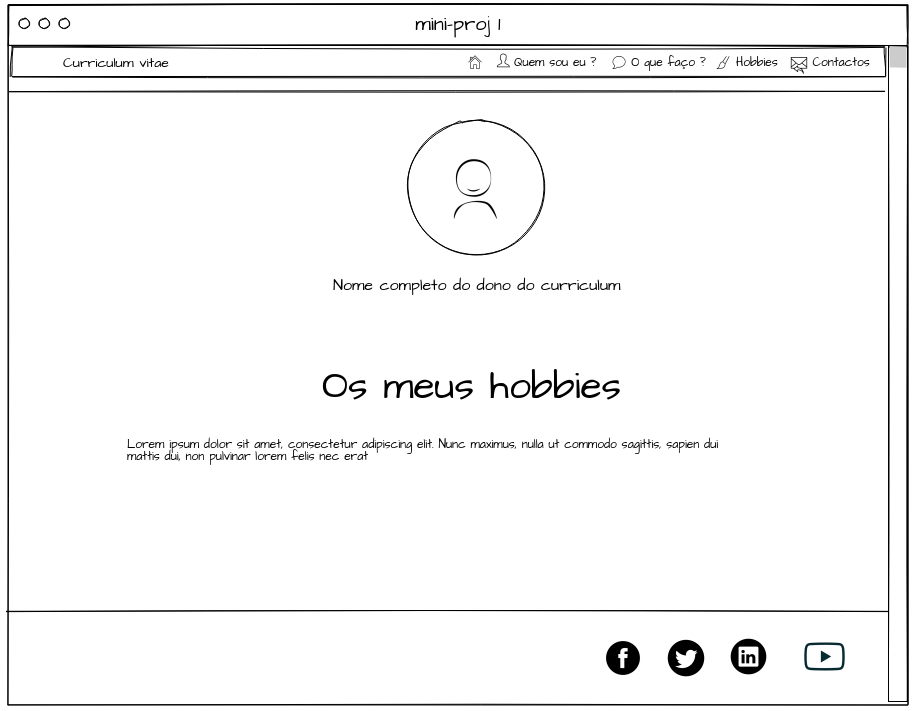 mini-proj 1
Curriculum vitae
Quem sou eu ?
O que faço ?
Hobbies
Contactos
Nome completo do dono do curriculum
Os meus hobbies
Lorem ipsum dolor sit amet, consectetur adipiscing elit. Nunc maximus, nulla ut commodo sagittis, sapien dui
mattis dui, non pulvinar lorem felis nec erat